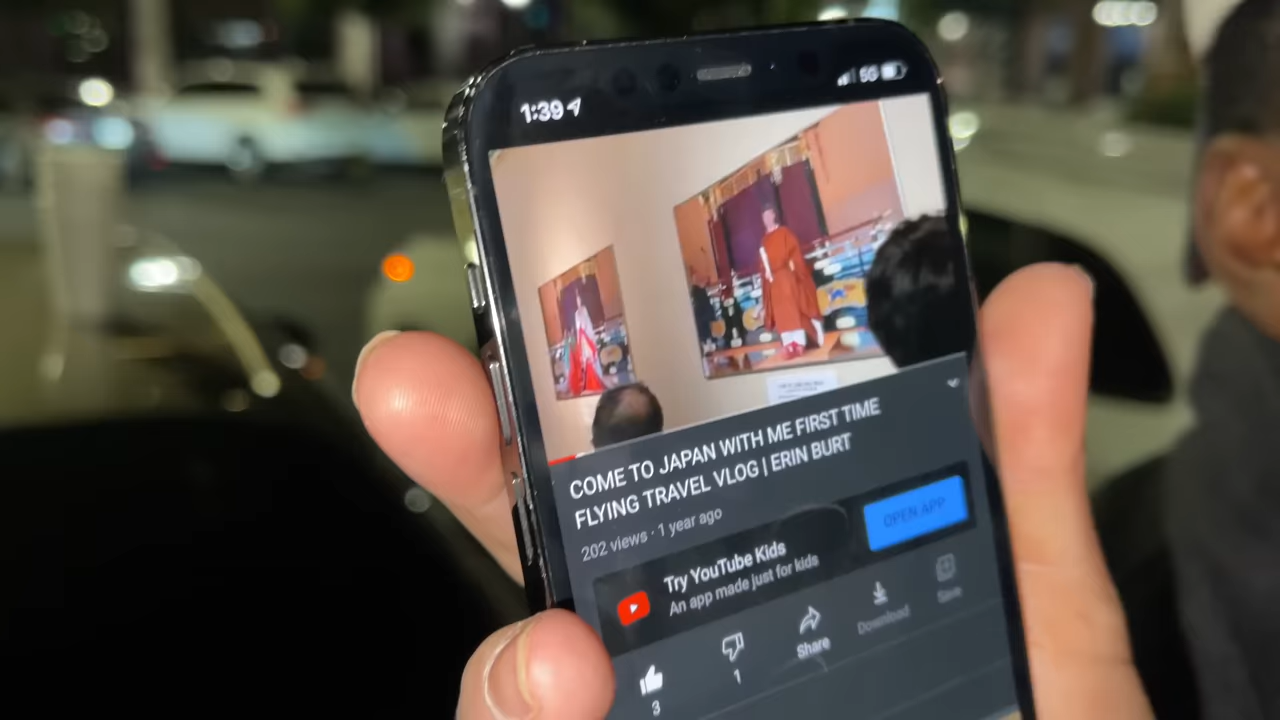 1:39
5G
COME TO JAPAN WITH ME FIRST TIME
FLYING TRAVEL VLOG | ERIN BURT
202 views · 1 year ago
Try YouTube Kids
An app made just for kids
OPEN APP
Share
Download
Save
3
1